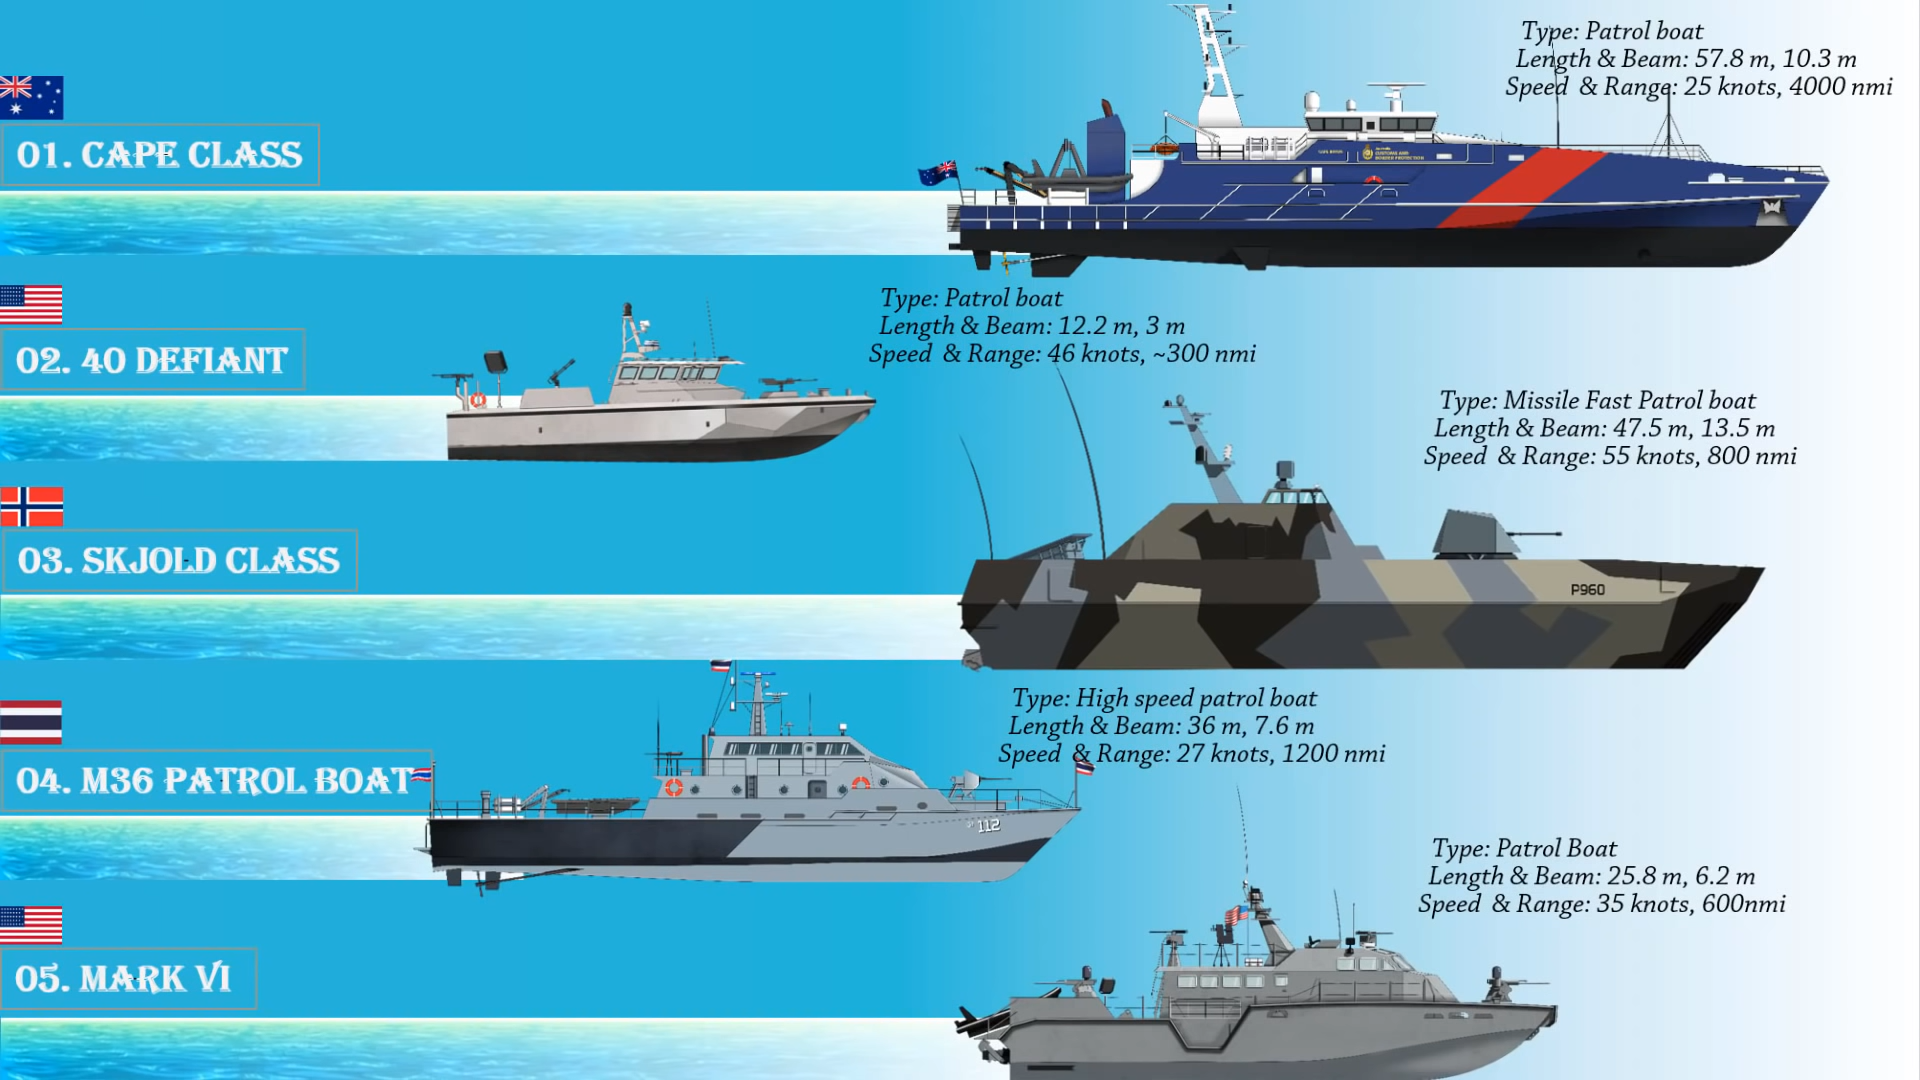 Type: Patrol boat
Length & Beam: 57.8 m, 10.3 m
Speed & Range: 25 knots, 4000 nmi
01. CAPE CLASS
Type: Patrol boat
Length & Beam: 12.2 m, 3 m
Speed & Range: 46 knots, ~300 nmi
02. 40 DEFIANT
Type: Missile Fast Patrol boat
Length & Beam: 47.5 m, 13.5 m
Speed & Range: 55 knots, 800 nmi
03. SKJOLD CLASS
P960
Type: High speed patrol boat
Length & Beam: 36 m, 7.6 m
Speed & Range: 27 knots, 1200 nmi
04. M36 PATROL BOAT
112
Type: Patrol Boat
Length & Beam: 25.8 m, 6.2 m
Speed & Range: 35 knots, 600nmi
05. MARK VI